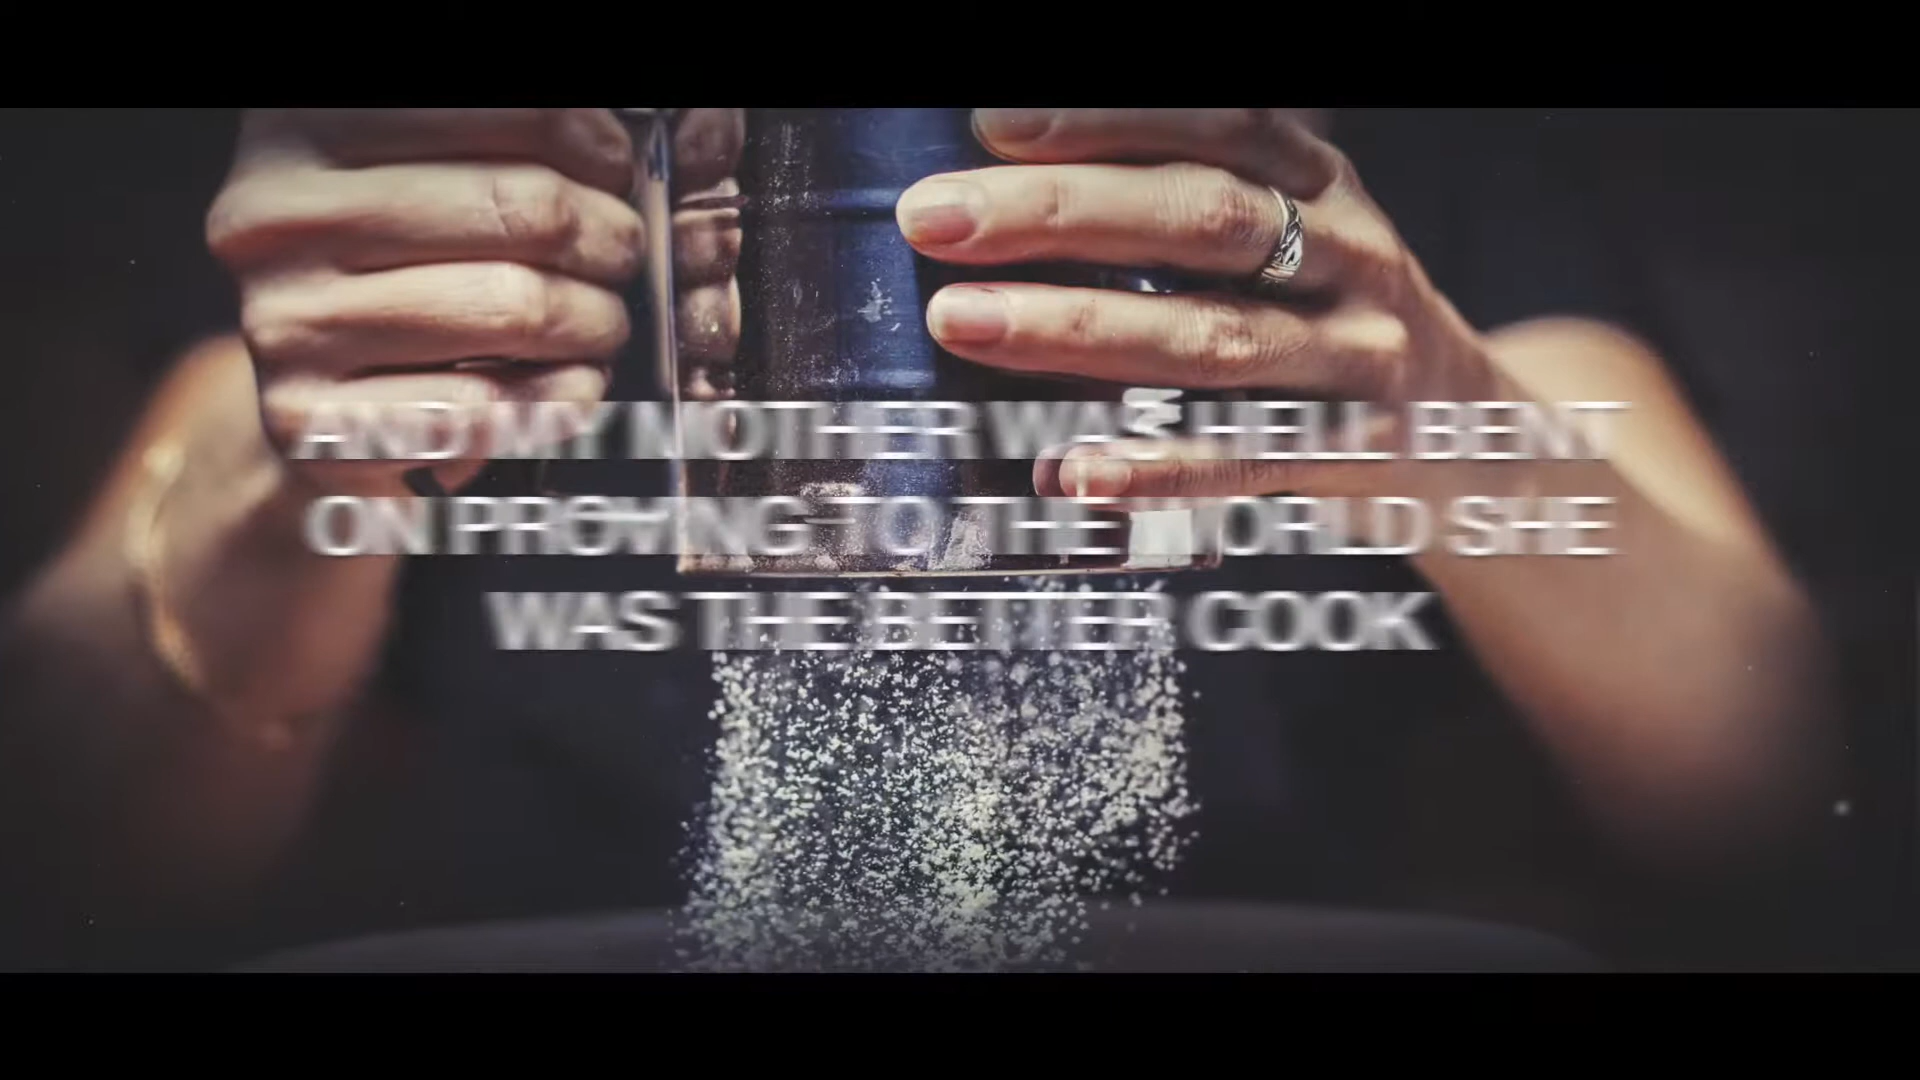 AND MY MOTHER WAS HELL BENT
ON PROVING TO THE WORLD SHE
WAS THE BETTER COOK